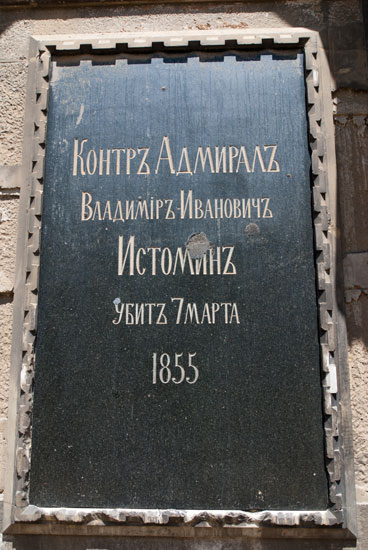 Контръ Адмиралъ
Владиміръ-Ивановичъ
Истоминъ
убитъ 7 марта
1855